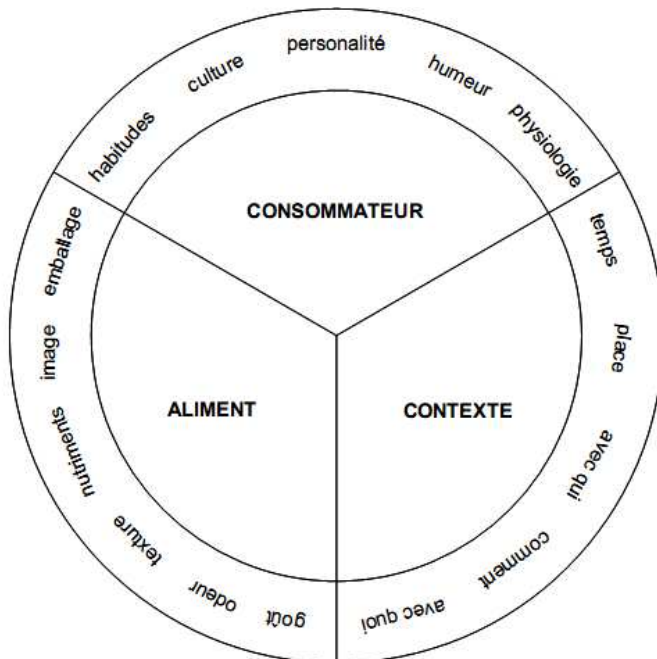 habitudes
culture
personalité
humeur
physiologie
CONSOMMATEUR
temps
place
avec qui
comment
avec quoi
CONTEXTE
goût
odeur
texture
nutriments
image
emballage
ALIMENT